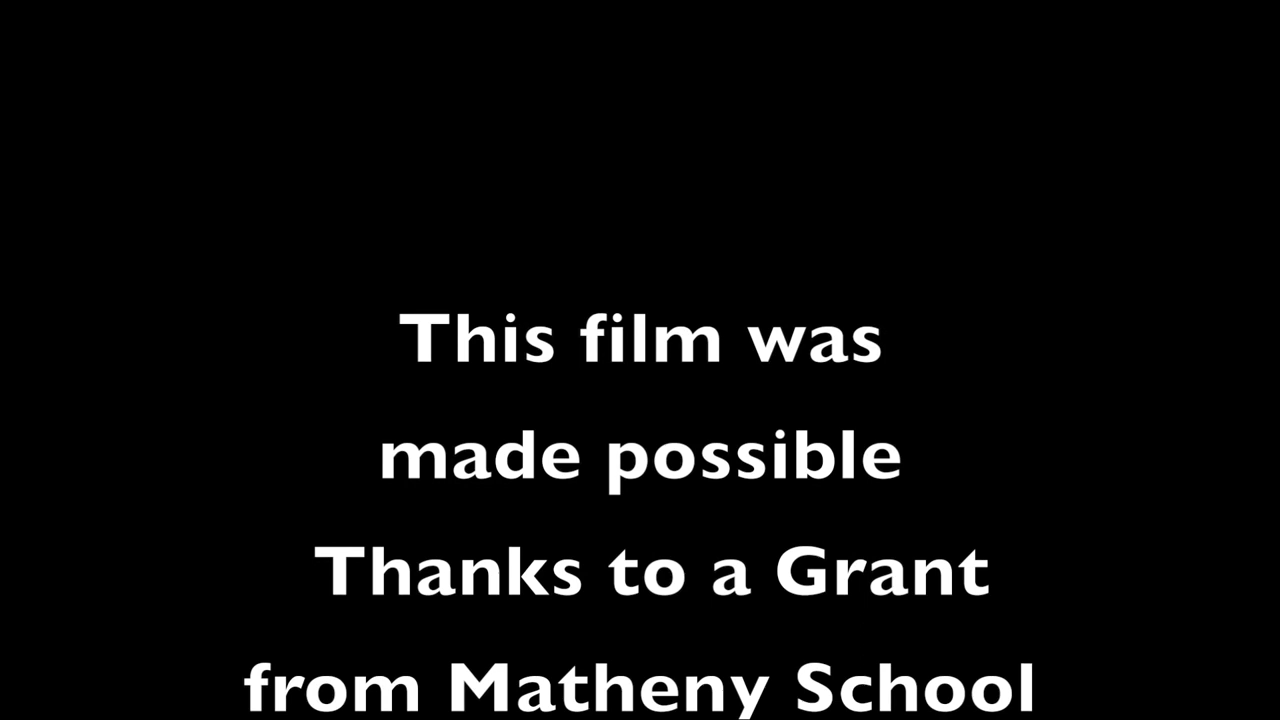 This film was
made possible
Thanks to a Grant
from Matheny School